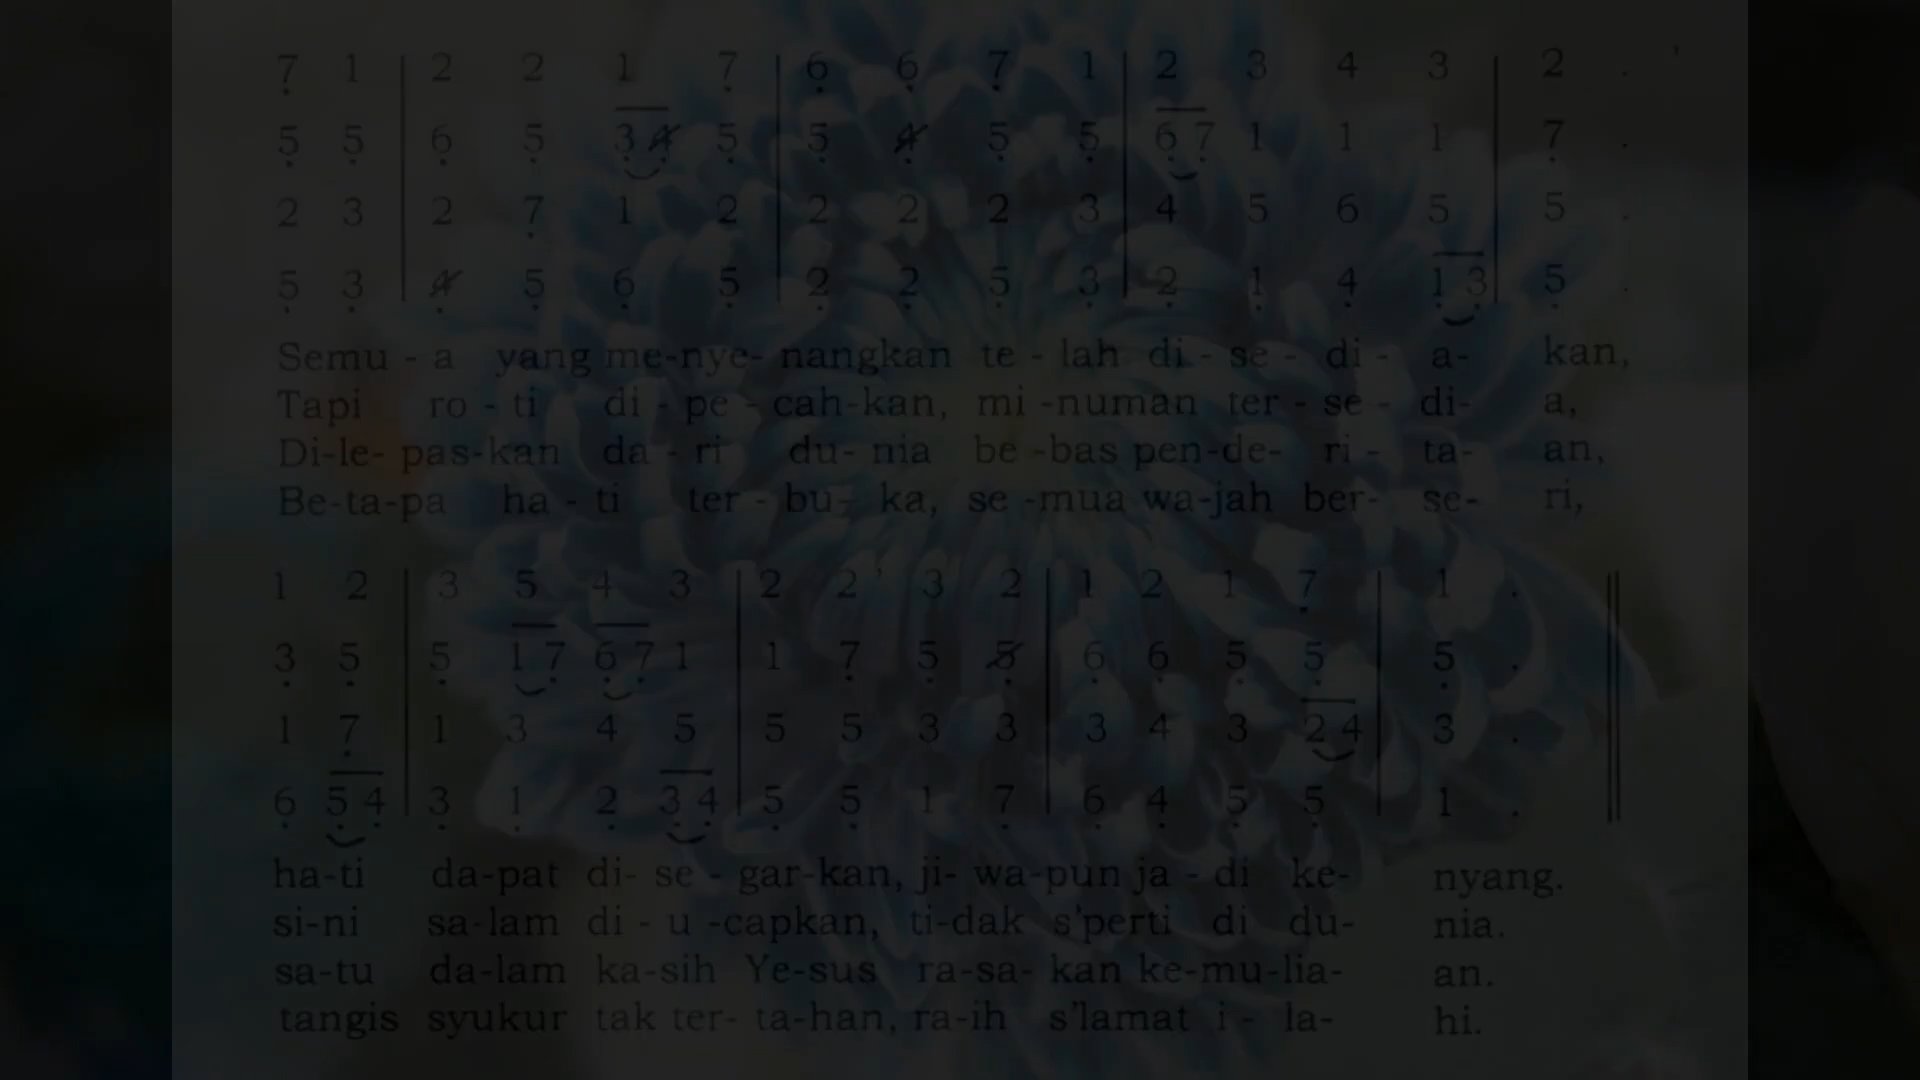 7 1 | 2 2 1 7 | 6 6 7 1 | 2 3 4 3 | 2 . '
5 5 | 6 5 3 4 5 | 5 4 5 5 | 6 7 1 1 1 | 7 .
2 3 | 2 7 1 2 | 2 2 2 3 | 4 5 6 5 | 5 .
5 3 | 4 5 6 5 | 2 2 5 3 | 2 1 4 1 3 | 5 .
Semu - a yang me-nye- nangkan te - lah di - se - di - a- kan,
Tapi ro - ti di - pe - cah-kan, mi -numan ter - se - di- a,
Di-le- pas-kan da - ri du- nia be -bas pen-de- ri - ta- an,
Be-ta-pa ha - ti ter - bu- ka, se -mua wa-jah ber- se- ri,
1 2 | 3 5 4 3 | 2 2 ' 3 2 | 1 2 1 7 | 1 .
3 5 | 5 1 7 6 7 1 | 1 7 5 5 | 6 6 5 5 | 5 .
1 7 | 1 3 4 5 | 5 5 3 3 | 3 4 3 2 4 | 3 .
6 5 4 | 3 1 2 3 4 | 5 5 1 7 | 6 4 5 5 | 1 .
ha-ti da-pat di- se - gar-kan, ji- wa-pun ja - di ke- nyang.
si-ni sa-lam di - u -capkan, ti-dak s'perti di du- nia.
sa-tu da-lam ka-sih Ye-sus ra-sa- kan ke-mu-lia- an.
tangis syukur tak ter- ta-han, ra-ih s'lamat i - la- hi.